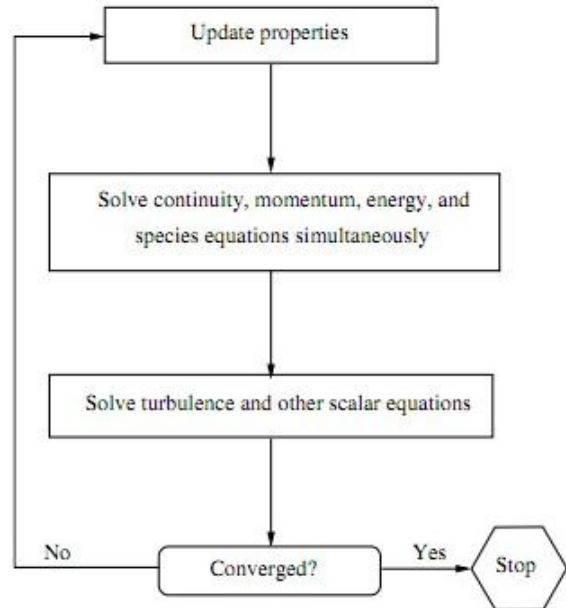 Update properties
Solve continuity, momentum, energy, and
species equations simultaneously
Solve turbulence and other scalar equations
No
Converged?
Yes
Stop